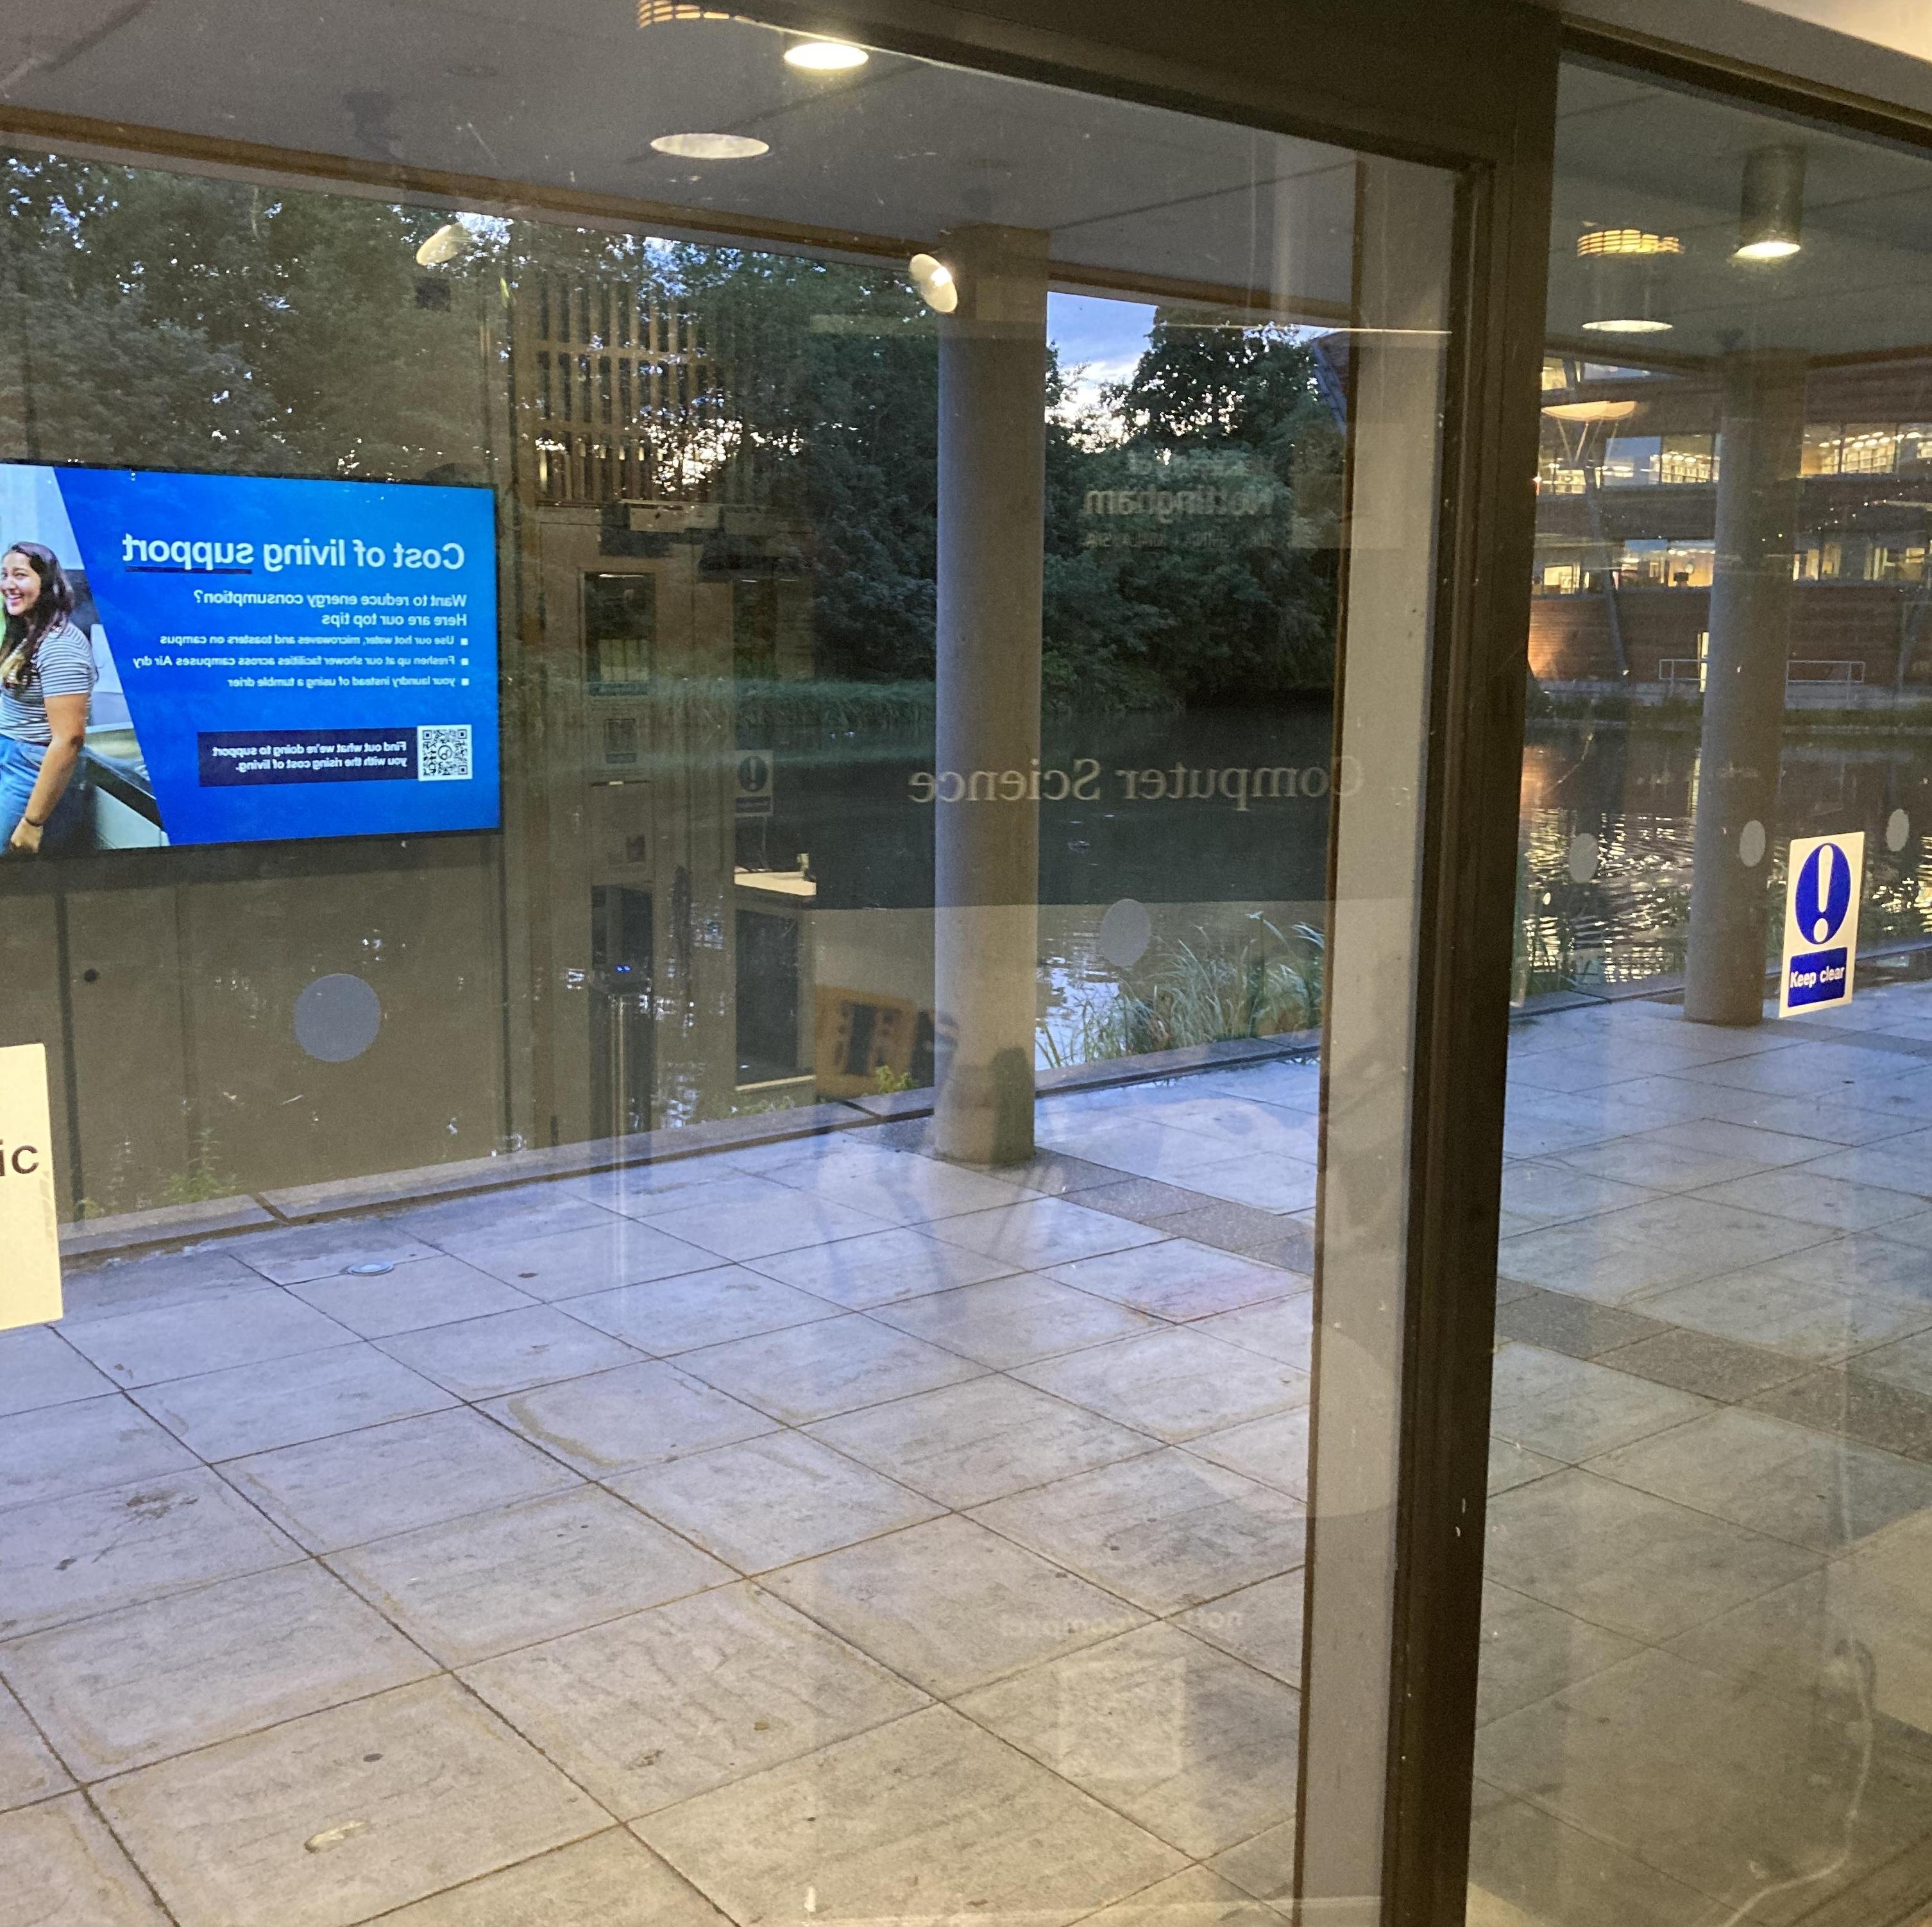 Nottingham
Cost of living support
Want to reduce energy consumption?
Here are our top tips
Use our hot water, microwaves and toasters on campus
Freshen up at our shower facilities across campuses Air dry
your laundry instead of using a tumble drier
Find out what we're doing to support
you with the rising cost of living.
Computer Science
Keep clear
ic